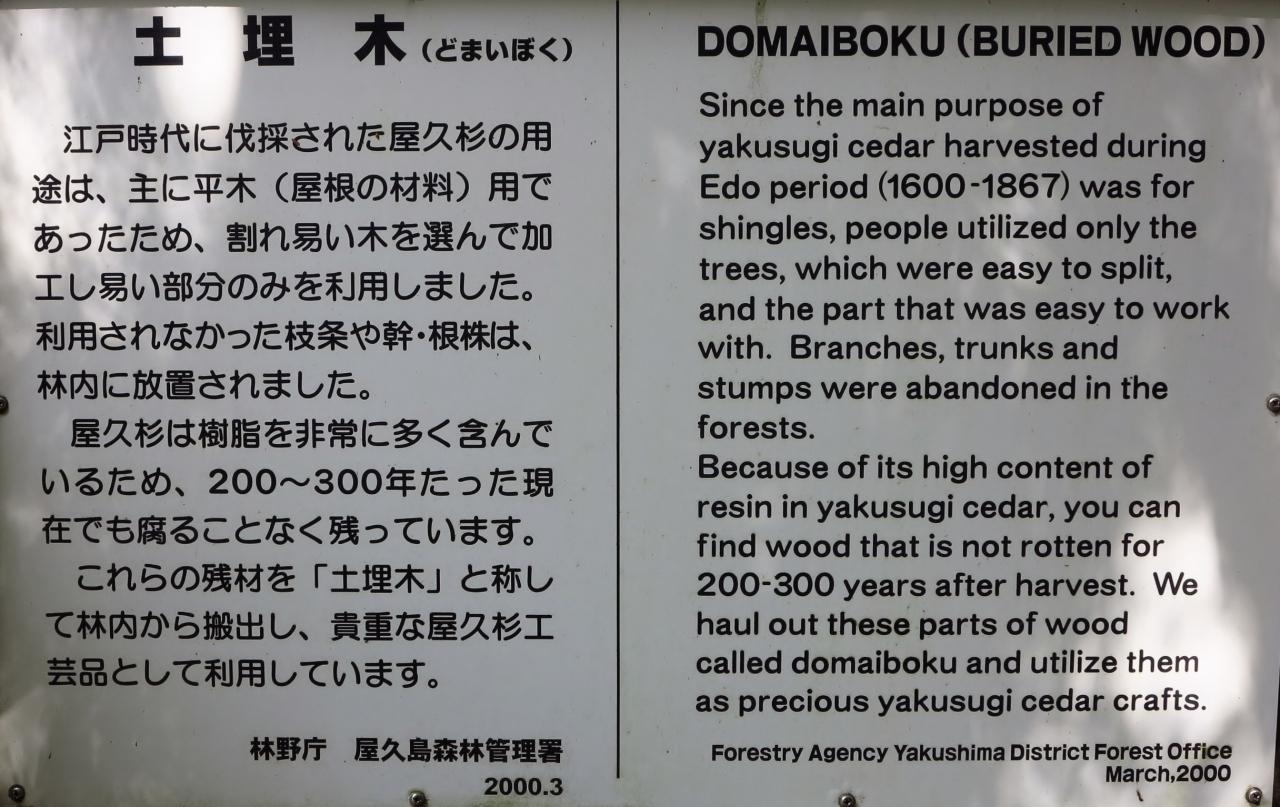 土埋木（どまいぼく）
江戸時代に伐採された屋久杉の用
途は、主に平木（屋根の材料）用で
あったため、割れ易い木を選んで加
工し易い部分のみを利用しました。
利用されなかった枝条や幹・根株は、
林内に放置されました。
屋久杉は樹脂を非常に多く含んで
いるため、200～300年たった現
在でも腐ることなく残っています。
これらの残材を「土埋木」と称し
て林内から搬出し、貴重な屋久杉工
芸品として利用しています。
林野庁　屋久島森林管理署
2000.3
DOMAIBOKU (BURIED WOOD)
Since the main purpose of
yakusugi cedar harvested during
Edo period (1600-1867) was for
shingles, people utilized only the
trees, which were easy to split,
and the part that was easy to work
with. Branches, trunks and
stumps were abandoned in the
forests.
Because of its high content of
resin in yakusugi cedar, you can
find wood that is not rotten for
200-300 years after harvest. We
haul out these parts of wood
called domaiboku and utilize them
as precious yakusugi cedar crafts.
Forestry Agency Yakushima District Forest Office
March,2000